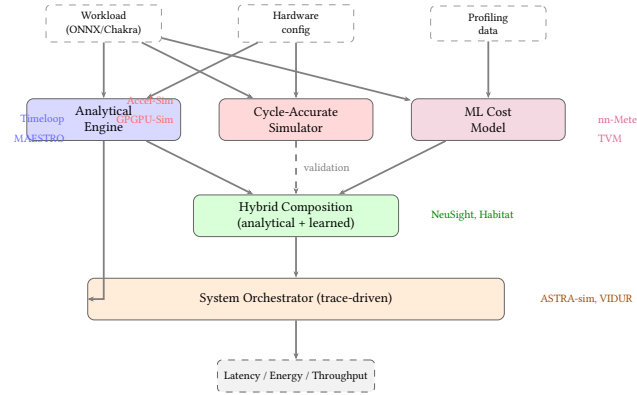 Workload
(ONNX/Chakra)
Hardware
config
Profiling
data
Accel-Sim
GPGPU-Sim
Timeloop
MAESTRO
Analytical
Engine
Cycle-Accurate
Simulator
ML Cost
Model
nn-Mete
TVM
validation
Hybrid Composition
(analytical + learned)
NeuSight, Habitat
System Orchestrator (trace-driven)
ASTRA-sim, VIDUR
Latency / Energy / Throughput